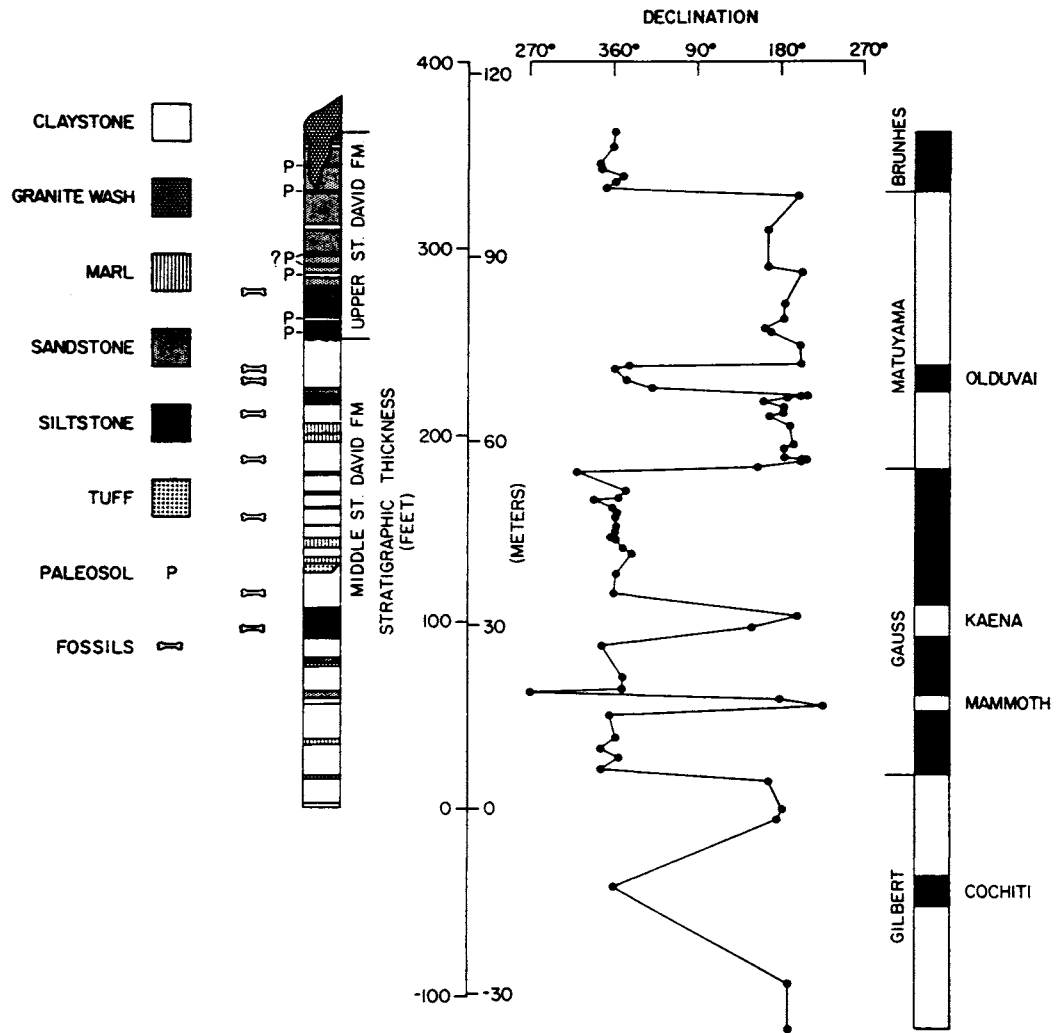 DECLINATION
270° 360° 90° 180° 270°
CLAYSTONE
GRANITE WASH
MARL
SANDSTONE
SILTSTONE
TUFF
PALEOSOL P
FOSSILS
P
P
?P
P
P
P
UPPER ST. DAVID FM
MIDDLE ST. DAVID FM
STRATIGRAPHIC THICKNESS
(FEET)
400
300
200
100
0
-100
(METERS)
120
90
60
30
0
-30
BRUNHES
MATUYAMA
GAUSS
GILBERT
OLDUVAI
KAENA
MAMMOTH
COCHITI